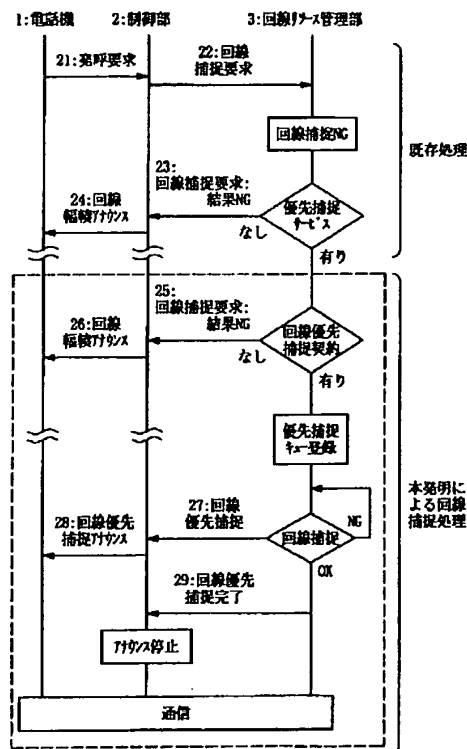 1:電話機
2:制御部
3:回線ﾘｿｰｽ管理部
21:発呼要求
22:回線
捕捉要求
回線捕捉NG
既存処理
23:
回線捕捉要求:
結果NG
優先捕捉
ｻｰﾋﾞｽ
24:回線
輻輳ｱﾅｳﾝｽ
なし
有り
25:
回線捕捉要求:
結果NG
26:回線
輻輳ｱﾅｳﾝｽ
回線優先
捕捉契約
なし
有り
優先捕捉
ｷｭｰ登録
本発明に
よる回線
捕捉処理
27:回線
優先捕捉
28:回線優先
捕捉ｱﾅｳﾝｽ
回線捕捉
NG
OK
29:回線優先
捕捉完了
ｱﾅｳﾝｽ停止
通信